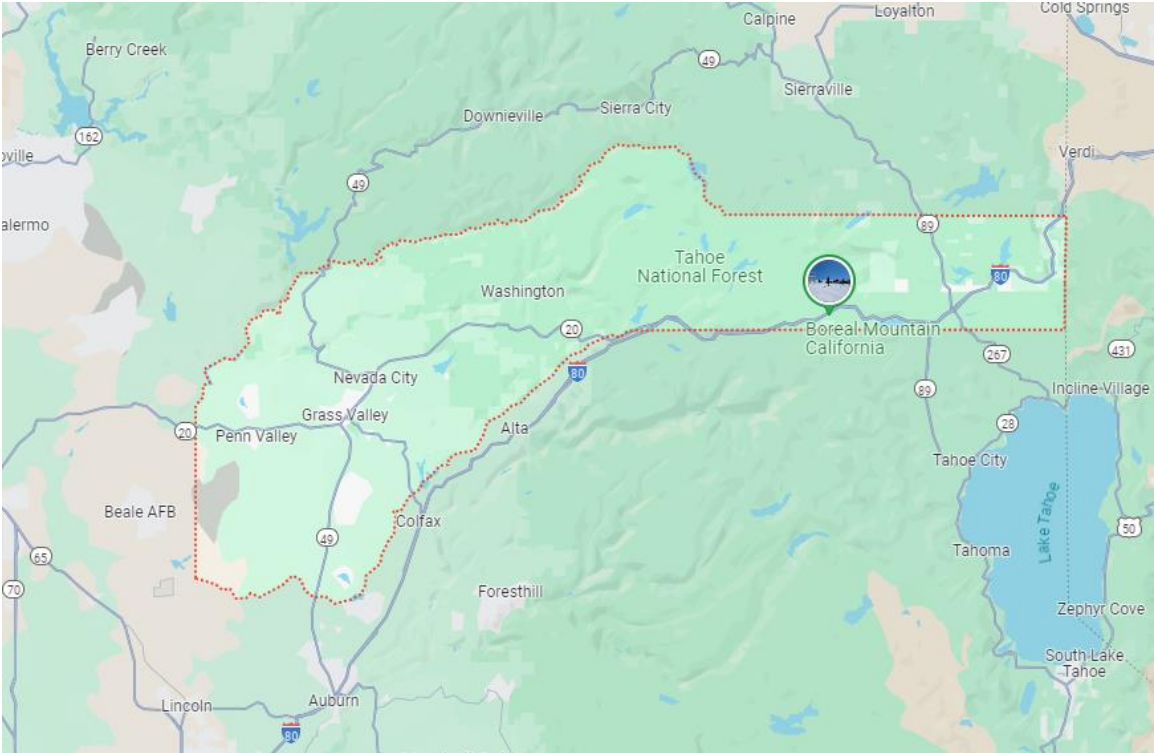 Calpine
Loyalton
Cold Springs
Berry Creek
49
Sierraville
Sierra City
Downieville
162
oville
Verdi
49
alermo
89
Tahoe
National Forest
80
Washington
20
Boreal Mountain
California
267
431
80
Nevada City
89
Incline Village
Grass Valley
28
20
Penn Valley
Alta
Tahoe City
Beale AFB
Colfax
Lake Tahoe
50
49
65
Tahoma
70
Foresthill
Zephyr Cove
South Lake
Tahoe
Auburn
Lincoln
80